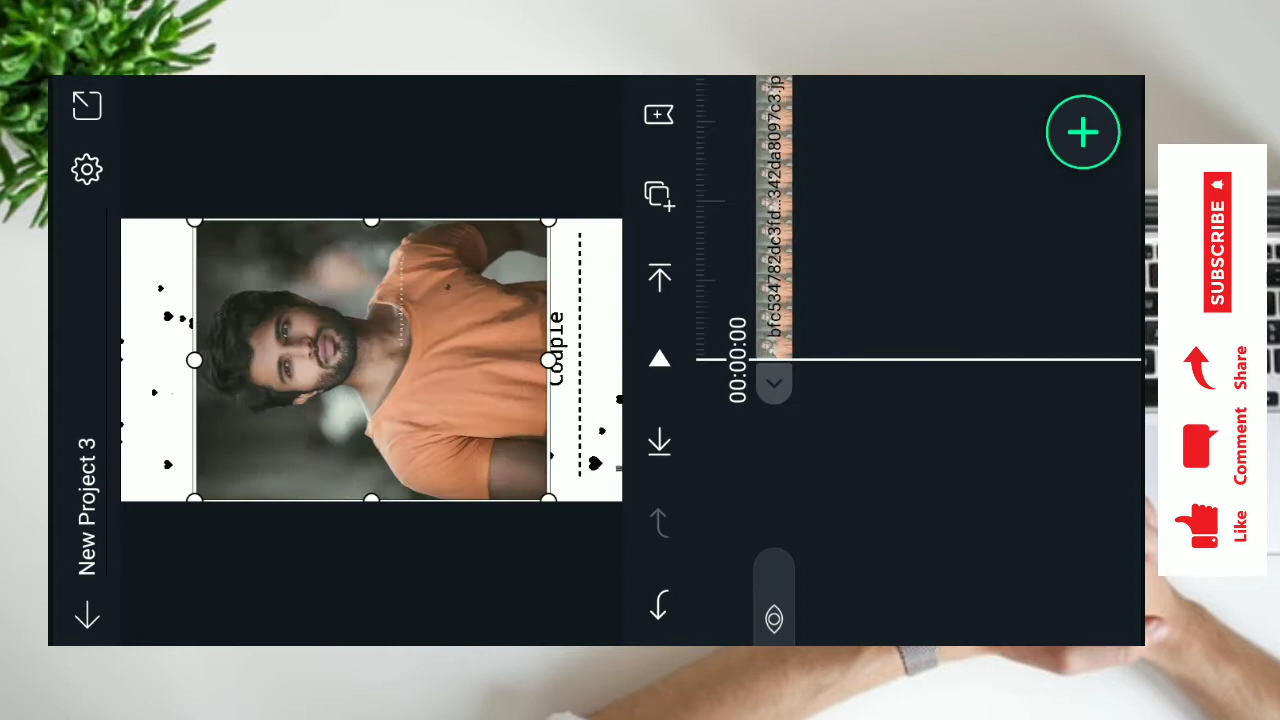 New Project 3
Couple
00:00:00
bfc534782dc3fd...342da8097c3.jp
SUBSCRIBE
Like
Comment
Share